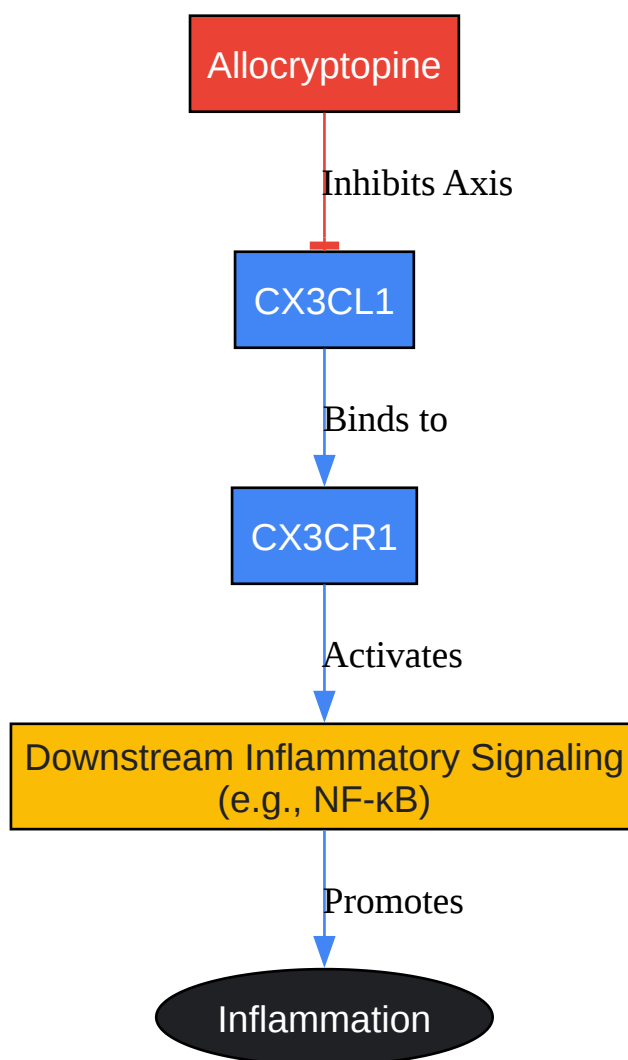 Allocryptopine
Inhibits Axis
CX3CL1
Binds to
CX3CR1
Activates
Downstream Inflammatory Signaling
(e.g., NF-κB)
Promotes
Inflammation